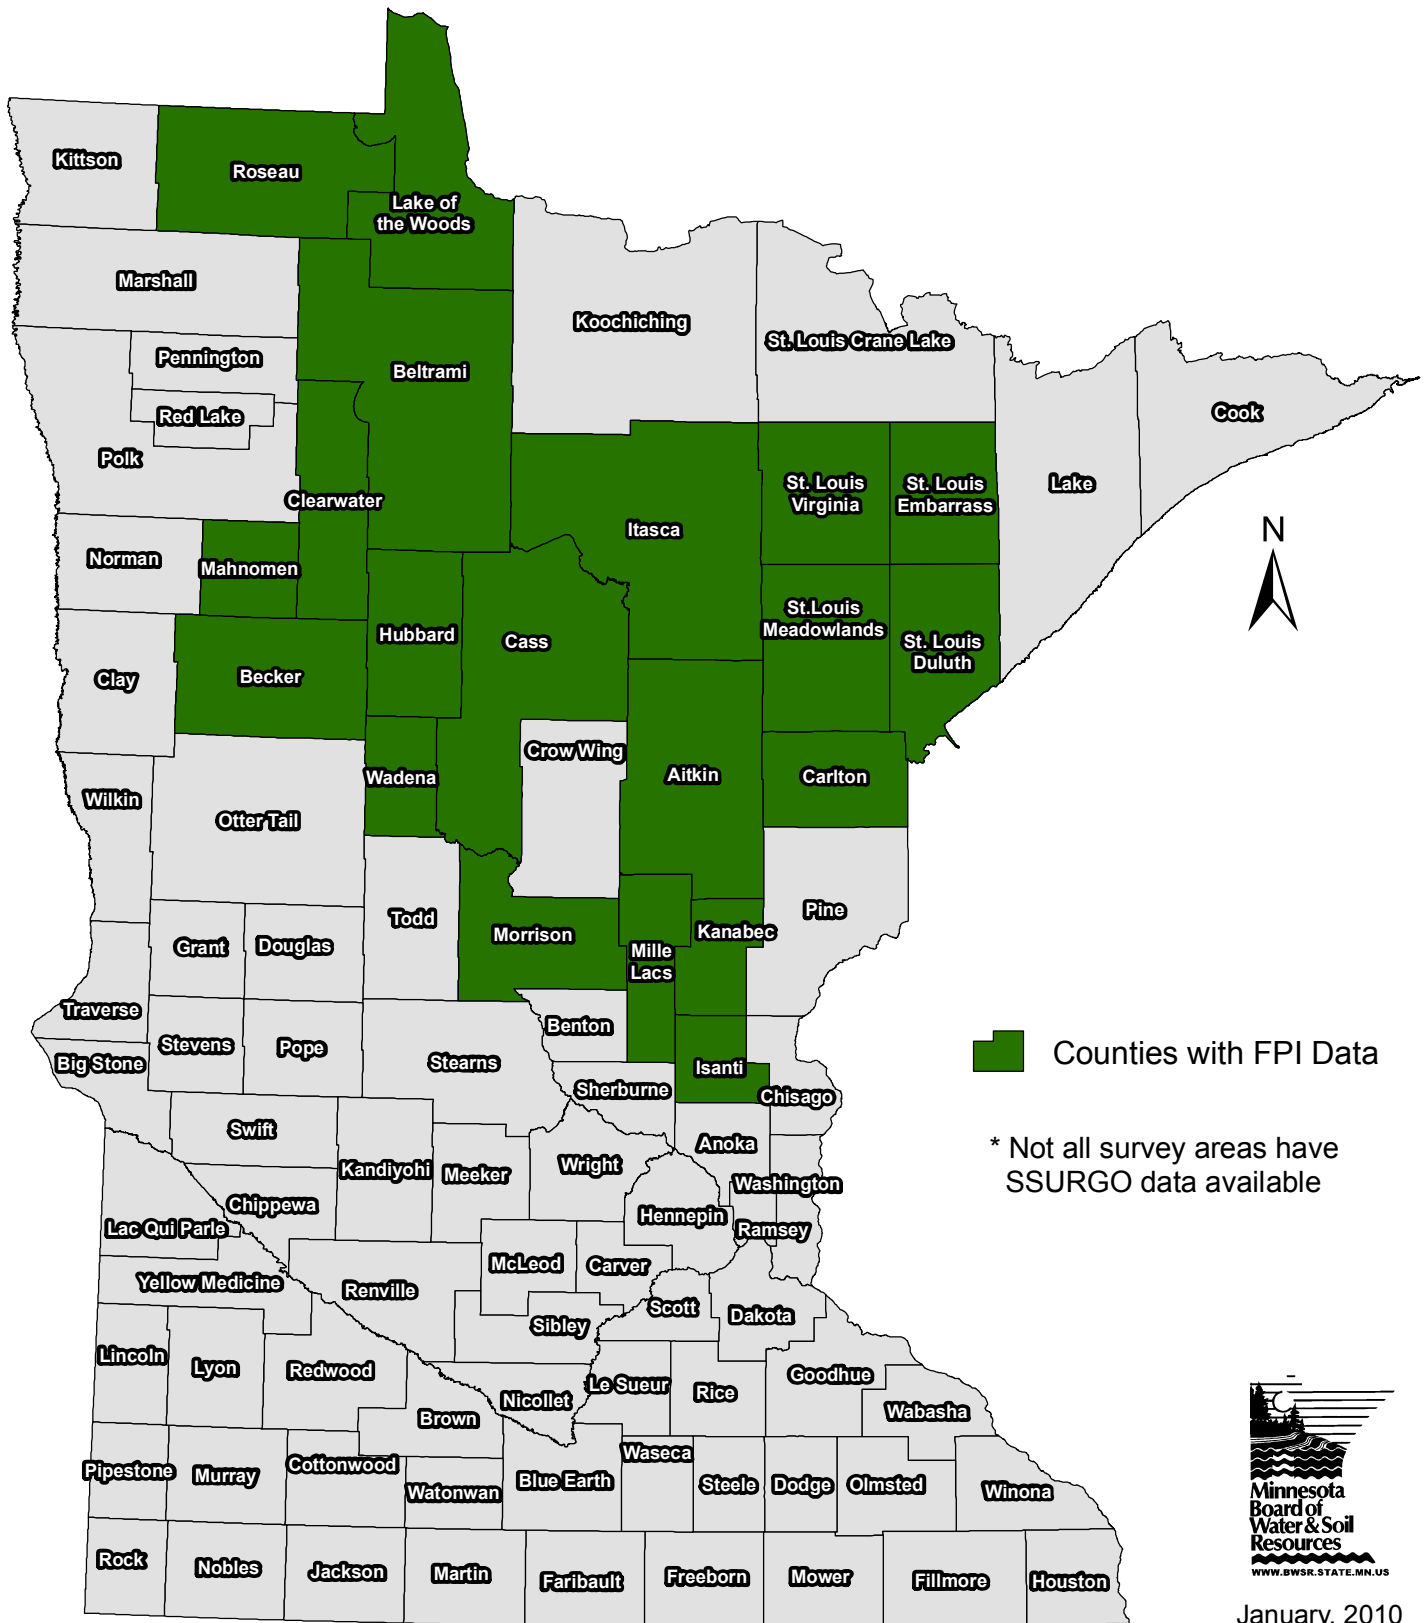 Kittson
Roseau
Lake of
the Woods
Marshall
Koochiching
St. Louis Crane Lake
Pennington
Beltrami
Red Lake
Cook
Polk
Clearwater
St. Louis
Virginia
St. Louis
Embarrass
Lake
Itasca
N
Norman
Mahnomen
St.Louis
Meadowlands
Hubbard
Cass
St. Louis
Duluth
Clay
Becker
Crow Wing
Wadena
Aitkin
Carlton
Wilkin
Otter Tail
Todd
Pine
Morrison
Kanabec
Grant
Douglas
Mille
Lacs
Traverse
Benton
Stevens
Pope
Big Stone
Stearns
Isanti
Counties with FPI Data
Sherburne
Chisago
Swift
Anoka
* Not all survey areas have
SSURGO data available
Kandiyohi
Meeker
Wright
Washington
Chippewa
Hennepin
Lac Qui Parle
Ramsey
McLeod
Carver
Yellow Medicine
Renville
Scott
Dakota
Sibley
Lincoln
Lyon
Redwood
Goodhue
Le Sueur
Rice
Nicollet
Brown
Wabasha
Waseca
Cottonwood
Pipestone
Murray
Blue Earth
Watonwan
Steele
Dodge
Olmsted
Winona
Minnesota
Board of
Water & Soil
Resources
WWW.BWSR.STATE.MN.US
Rock
Nobles
Jackson
Martin
Faribault
Freeborn
Mower
Fillmore
Houston
January, 2010